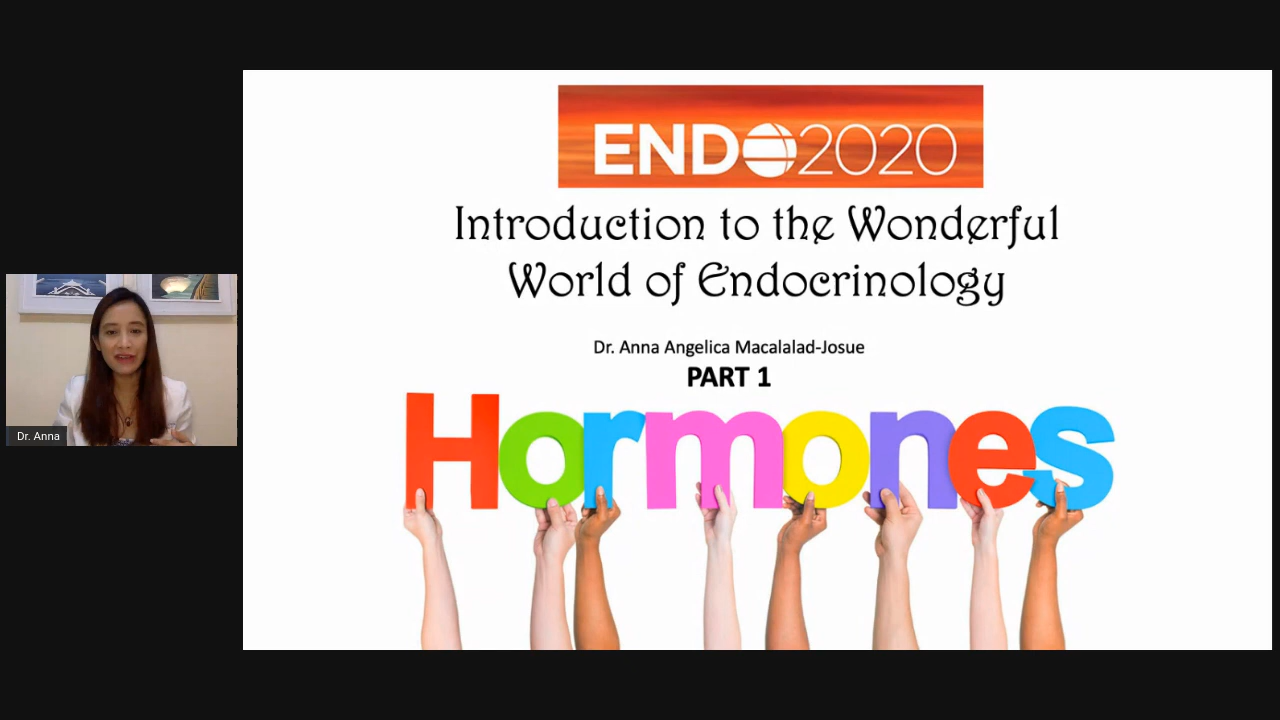 ENDO2020
Introduction to the Wonderful
World of Endocrinology
Dr. Anna Angelica Macalalad-Josue
PART 1
Hormones
Dr. Anna